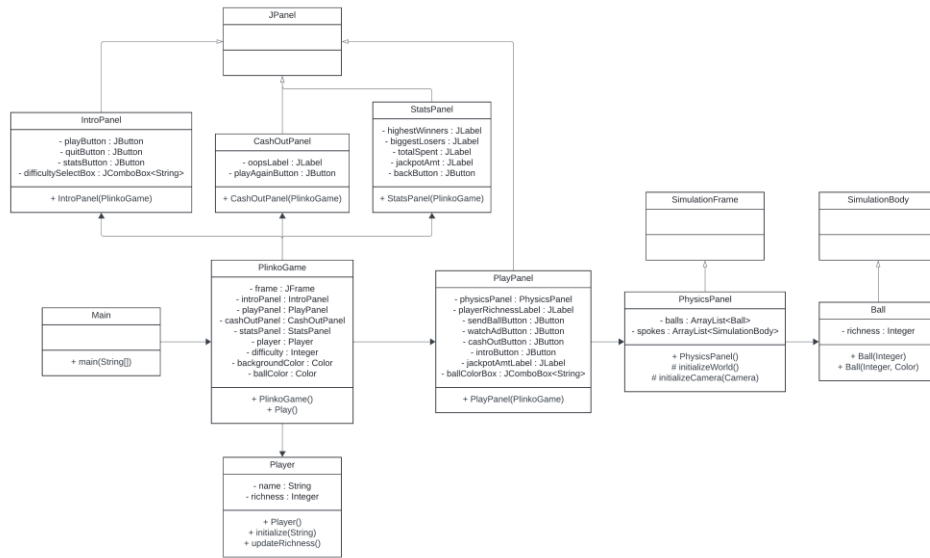 JPanel
IntroPanel
- playButton : JButton
- quitButton : JButton
- statsButton : JButton
- difficultySelectBox : JComboBox<String>
+ IntroPanel(PlinkoGame)
CashOutPanel
- oopsLabel : JLabel
- playAgainButton : JButton
+ CashOutPanel(PlinkoGame)
StatsPanel
- highestWinners : JLabel
- biggestLosers : JLabel
- totalSpent : JLabel
- jackpotAmt : JLabel
- backButton : JButton
+ StatsPanel(PlinkoGame)
SimulationFrame
SimulationBody
Main
+ main(String[])
PlinkoGame
- frame : JFrame
- introPanel : IntroPanel
- playPanel : PlayPanel
- cashOutPanel : CashOutPanel
- statsPanel : StatsPanel
- player : Player
- difficulty : Integer
- backgroundColor : Color
- ballColor : Color
+ PlinkoGame()
+ Play()
PlayPanel
- physicsPanel : PhysicsPanel
- playerRichnessLabel : JLabel
- sendBallButton : JButton
- watchAdButton : JButton
- cashOutButton : JButton
- introButton : JButton
- jackpotAmtLabel : JLabel
- ballColorBox : JComboBox<String>
+ PlayPanel(PlinkoGame)
PhysicsPanel
- balls : ArrayList<Ball>
- spokes : ArrayList<SimulationBody>
+ PhysicsPanel()
# initializeWorld()
# initializeCamera(Camera)
Ball
- richness : Integer
+ Ball(Integer)
+ Ball(Integer, Color)
Player
- name : String
- richness : Integer
+ Player()
+ initialize(String)
+ updateRichness()